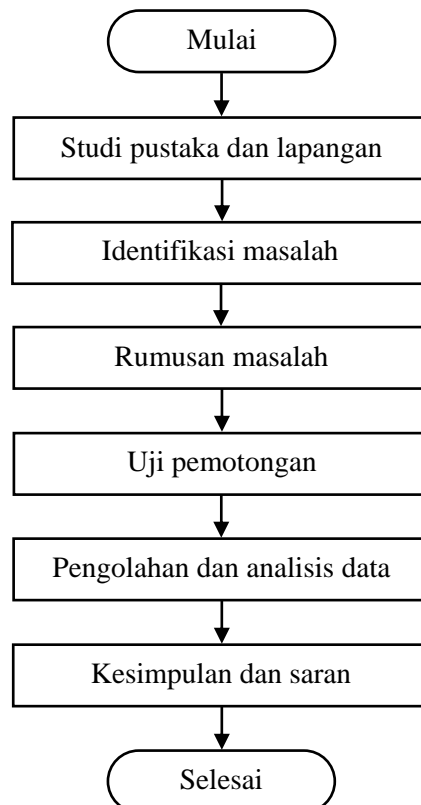 Mulai
Studi pustaka dan lapangan
Identifikasi masalah
Rumusan masalah
Uji pemotongan
Pengolahan dan analisis data
Kesimpulan dan saran
Selesai